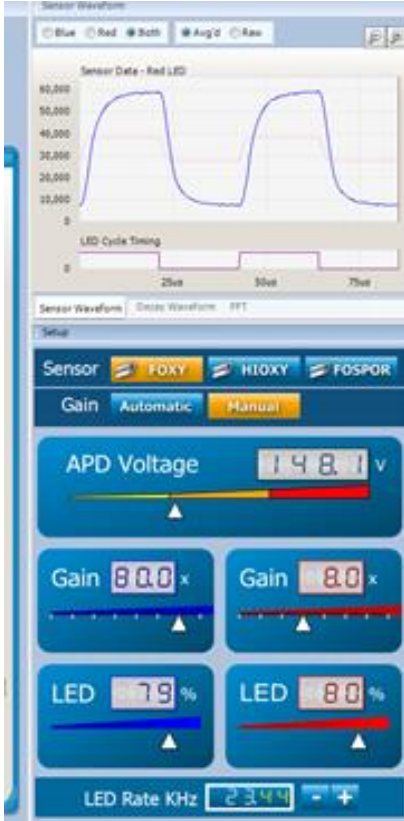 Sensor Waveform
Blue Red Both Avg'd Raw
Sensor Data - Red LED
60,000
50,000
40,000
30,000
20,000
10,000
0
LED Cycle Timing
0
25us 50us 75us
Sensor Waveform Decay Waveform FFT
Setup
Sensor FOXY HIOXY FOSPOR
Gain Automatic Manual
APD Voltage 148.1 V
Gain 80.0 x
Gain 8.0 x
LED 79 %
LED 80 %
LED Rate KHz 23.44 - +